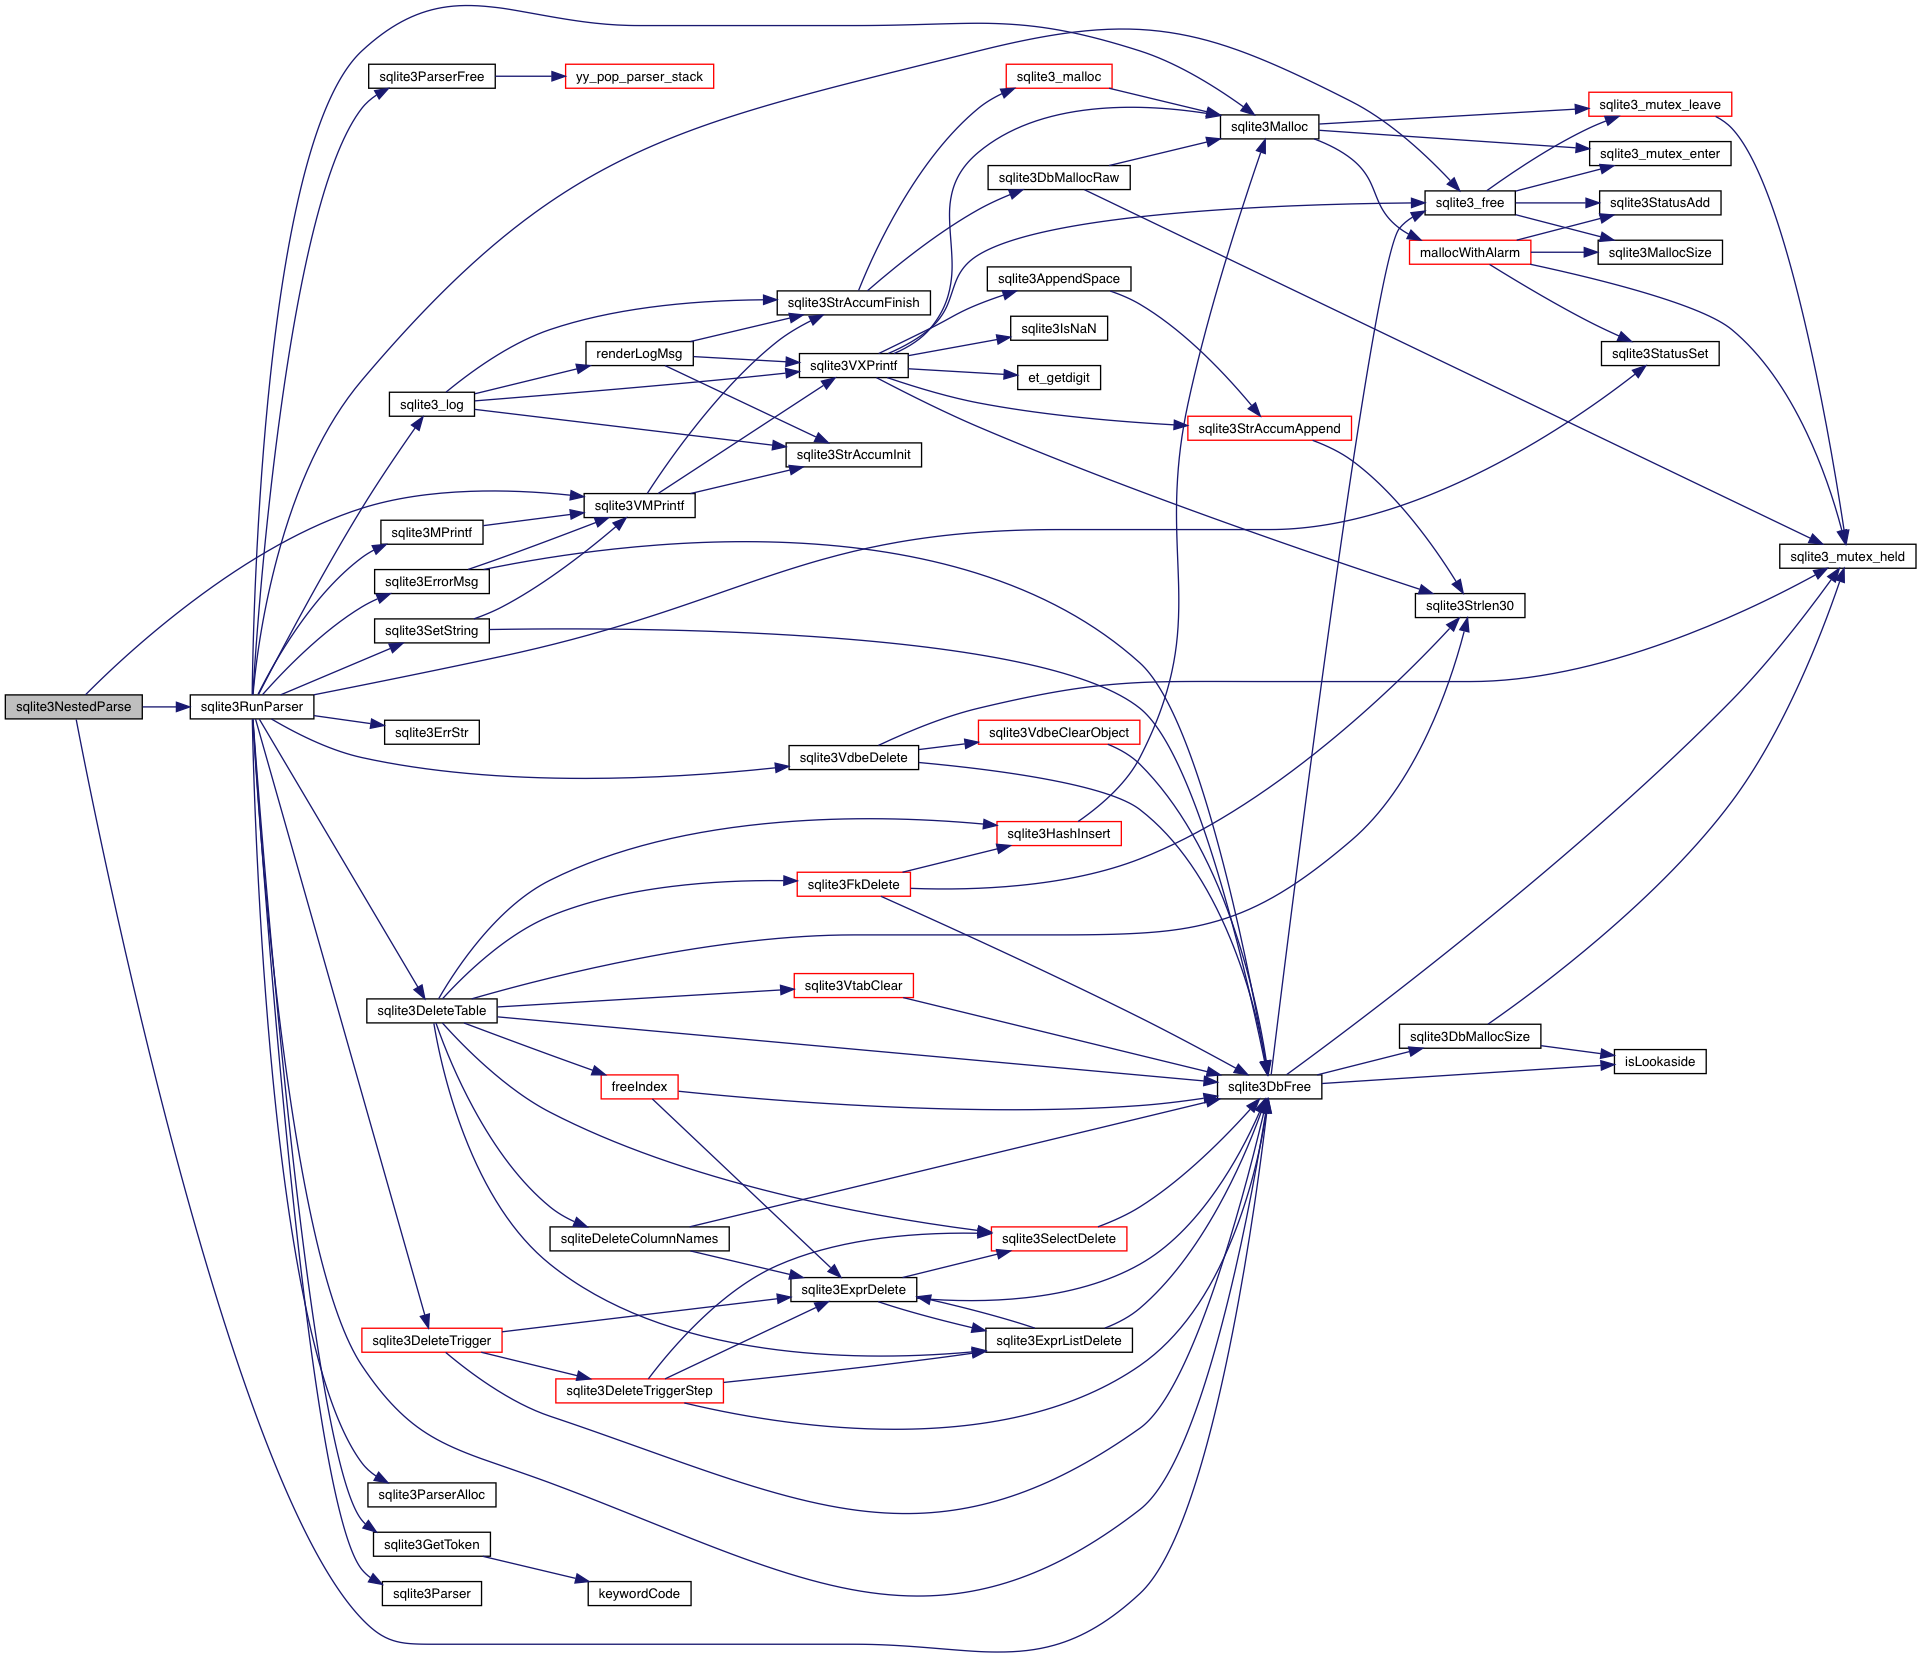 sqlite3ParserFree
yy_pop_parser_stack
sqlite3_malloc
sqlite3_mutex_leave
sqlite3Malloc
sqlite3_mutex_enter
sqlite3DbMallocRaw
sqlite3_free
sqlite3StatusAdd
mallocWithAlarm
sqlite3MallocSize
sqlite3AppendSpace
sqlite3StrAccumFinish
sqlite3IsNaN
renderLogMsg
sqlite3StatusSet
sqlite3VXPrintf
et_getdigit
sqlite3_log
sqlite3StrAccumAppend
sqlite3StrAccumInit
sqlite3VMPrintf
sqlite3MPrintf
sqlite3_mutex_held
sqlite3ErrorMsg
sqlite3Strlen30
sqlite3SetString
sqlite3NestedParse
sqlite3RunParser
sqlite3ErrStr
sqlite3VdbeClearObject
sqlite3VdbeDelete
sqlite3HashInsert
sqlite3FkDelete
sqlite3VtabClear
sqlite3DeleteTable
sqlite3DbMallocSize
isLookaside
freeIndex
sqlite3DbFree
sqliteDeleteColumnNames
sqlite3SelectDelete
sqlite3ExprDelete
sqlite3DeleteTrigger
sqlite3ExprListDelete
sqlite3DeleteTriggerStep
sqlite3ParserAlloc
sqlite3GetToken
sqlite3Parser
keywordCode